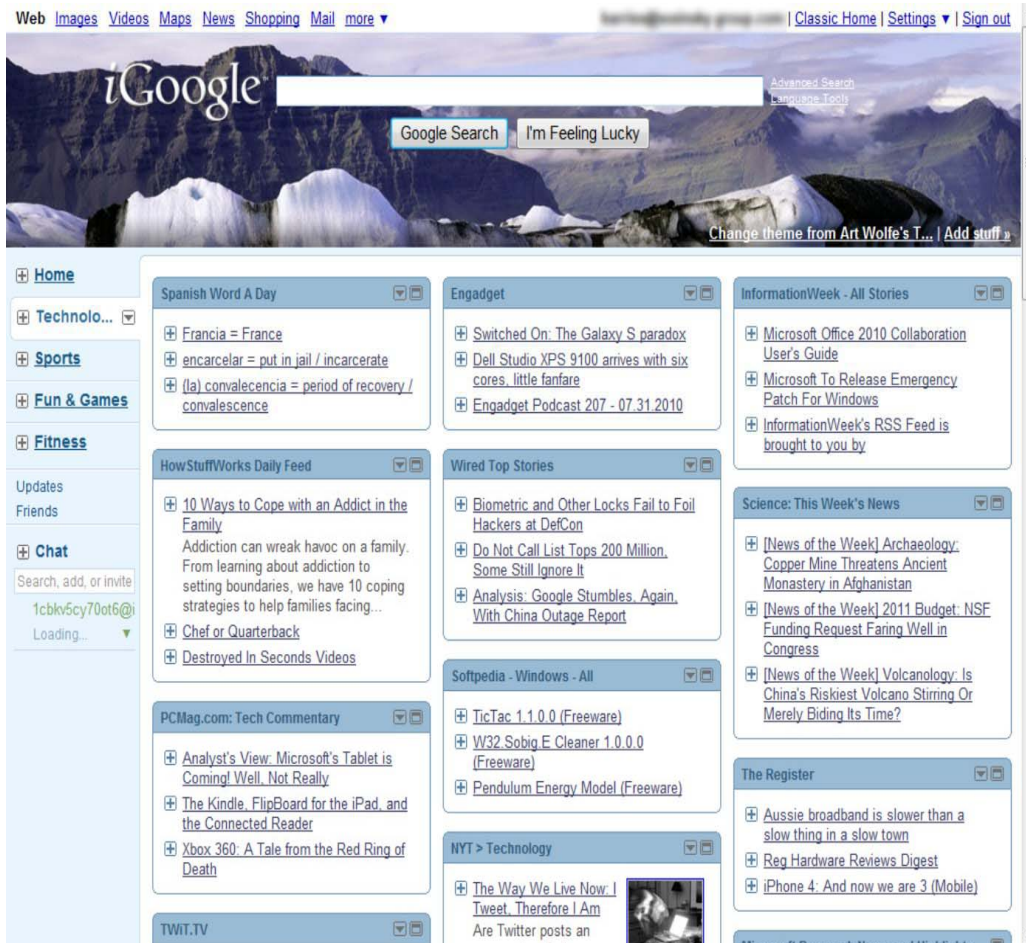 Web Images Videos Maps News Shopping Mail more ▼
| Classic Home | Settings ▼ | Sign out
iGoogle
Advanced Search
Language Tools
Google Search
I'm Feeling Lucky
Change theme from Art Wolfe's T... | Add stuff »
Home
Technolo...
Sports
Fun & Games
Fitness
Updates
Friends
Chat
Search, add, or invite
1cbkv5cy70ot6@i
Loading...
Spanish Word A Day
Francia = France
encarcelar = put in jail / incarcerate
(la) convalecencia = period of recovery /
convalescence
HowStuffWorks Daily Feed
10 Ways to Cope with an Addict in the
Family
Addiction can wreak havoc on a family.
From learning about addiction to
setting boundaries, we have 10 coping
strategies to help families facing...
Chef or Quarterback
Destroyed In Seconds Videos
PCMag.com: Tech Commentary
Analyst's View: Microsoft's Tablet is
Coming! Well, Not Really
The Kindle, FlipBoard for the iPad, and
the Connected Reader
Xbox 360: A Tale from the Red Ring of
Death
TWiT.TV
Engadget
Switched On: The Galaxy S paradox
Dell Studio XPS 9100 arrives with six
cores, little fanfare
Engadget Podcast 207 - 07.31.2010
Wired Top Stories
Biometric and Other Locks Fail to Foil
Hackers at DefCon
Do Not Call List Tops 200 Million,
Some Still Ignore It
Analysis: Google Stumbles, Again,
With China Outage Report
Softpedia - Windows - All
TicTac 1.1.0.0 (Freeware)
W32.Sobig.E Cleaner 1.0.0.0
(Freeware)
Pendulum Energy Model (Freeware)
NYT > Technology
The Way We Live Now: I
Tweet, Therefore I Am
Are Twitter posts an
InformationWeek - All Stories
Microsoft Office 2010 Collaboration
User's Guide
Microsoft To Release Emergency
Patch For Windows
InformationWeek's RSS Feed is
brought to you by
Science: This Week's News
[News of the Week] Archaeology:
Copper Mine Threatens Ancient
Monastery in Afghanistan
[News of the Week] 2011 Budget: NSF
Funding Request Faring Well in
Congress
[News of the Week] Volcanology: Is
China's Riskiest Volcano Stirring Or
Merely Biding Its Time?
The Register
Aussie broadband is slower than a
slow thing in a slow town
Reg Hardware Reviews Digest
iPhone 4: And now we are 3 (Mobile)